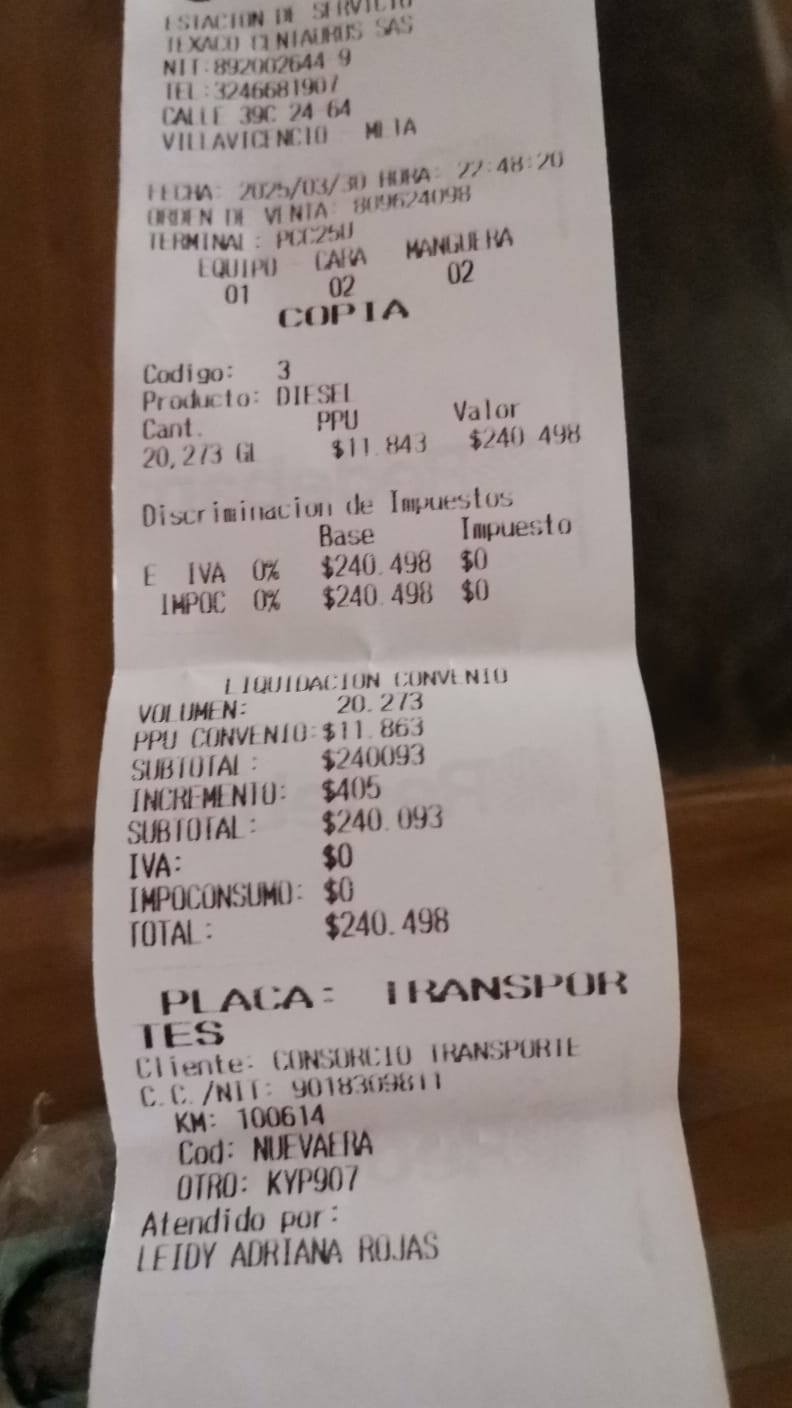 ESTACION DE SERVICIO
TEXACO CENTAUROS SAS
NIT:892002644-9
TEL:3246681907
CALLE 39C 24 64
VILLAVICENCIO META
FECHA: 2025/03/30 HORA: 22:48:20
ORDEN DE VENTA: 809624098
TERMINAL: PCC25U
EQUIPO CARA MANGUERA
01 02 02
COPIA
Codigo: 3
Producto: DIESEL
Cant. PPU Valor
20,273 GL $11.843 $240.498
Discriminacion de Impuestos
Base Impuesto
E IVA 0% $240.498 $0
IMPOC 0% $240.498 $0
LIQUIDACION CONVENIO
VOLUMEN: 20.273
PPU CONVENIO:$11.863
SUBTOTAL: $240093
INCREMENTO: $405
SUBTOTAL: $240.093
IVA: $0
IMPOCONSUMO: $0
TOTAL: $240.498
PLACA: TRANSPOR
TES
Cliente: CONSORCIO TRANSPORTE
C.C./NIT: 9018309811
KM: 100614
Cod: NUEVAERA
OTRO: KYP907
Atendido por:
LEIDY ADRIANA ROJAS